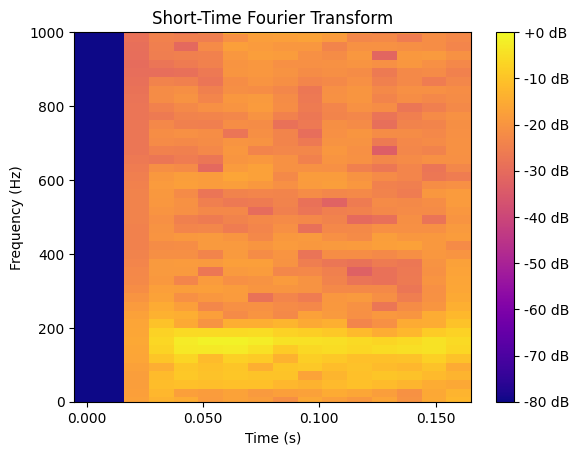 Short-Time Fourier Transform
1000
800
600
400
200
0
Frequency (Hz)
0.000
0.050
0.100
0.150
Time (s)
+0 dB
-10 dB
-20 dB
-30 dB
-40 dB
-50 dB
-60 dB
-70 dB
-80 dB